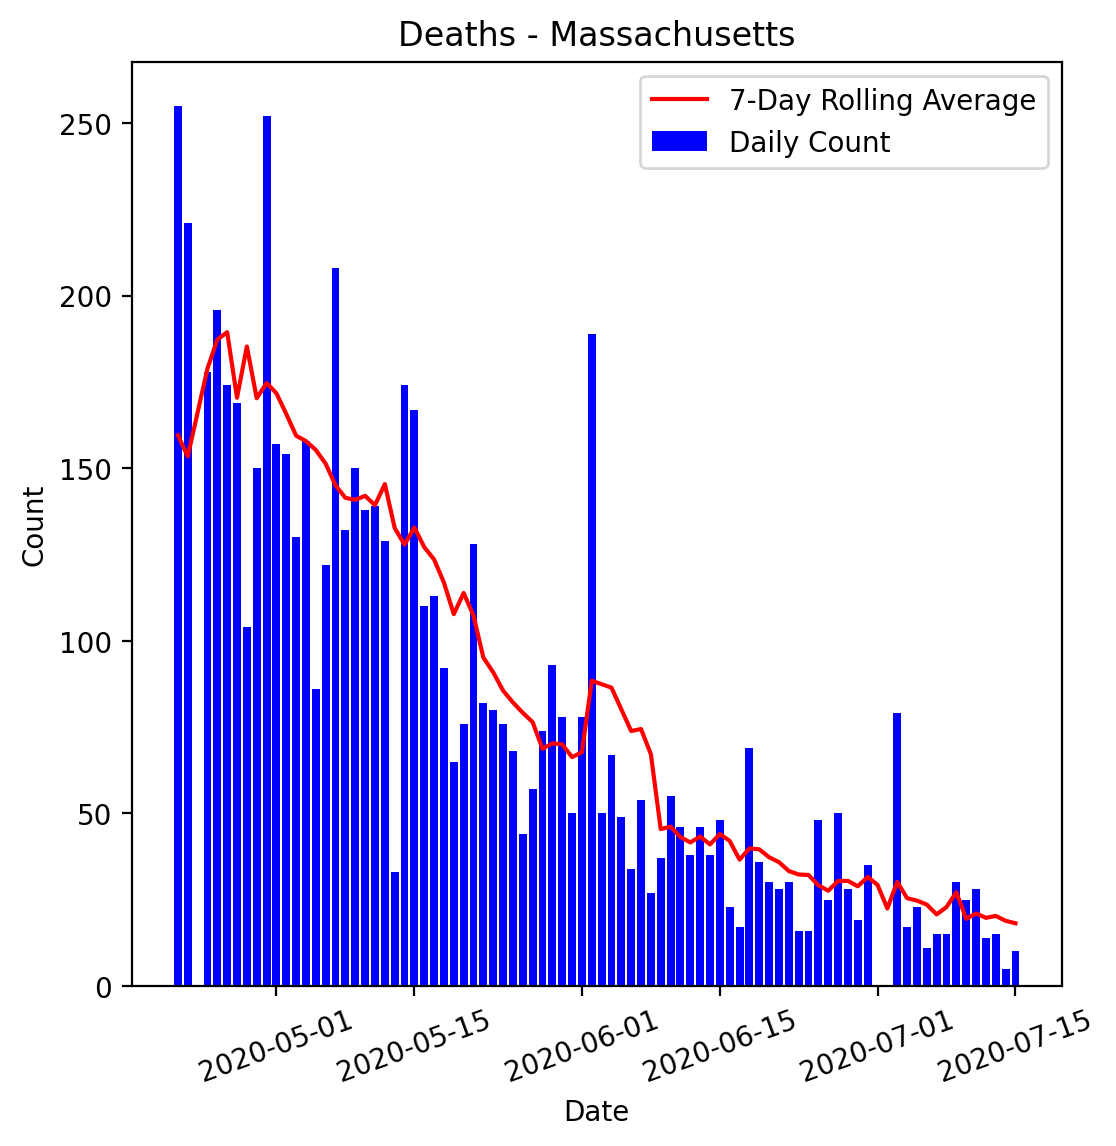 Deaths - Massachusetts
7-Day Rolling Average
Daily Count
250
200
150
100
50
0
Count
2020-05-01
2020-05-15
2020-06-01
2020-06-15
2020-07-01
2020-07-15
Date